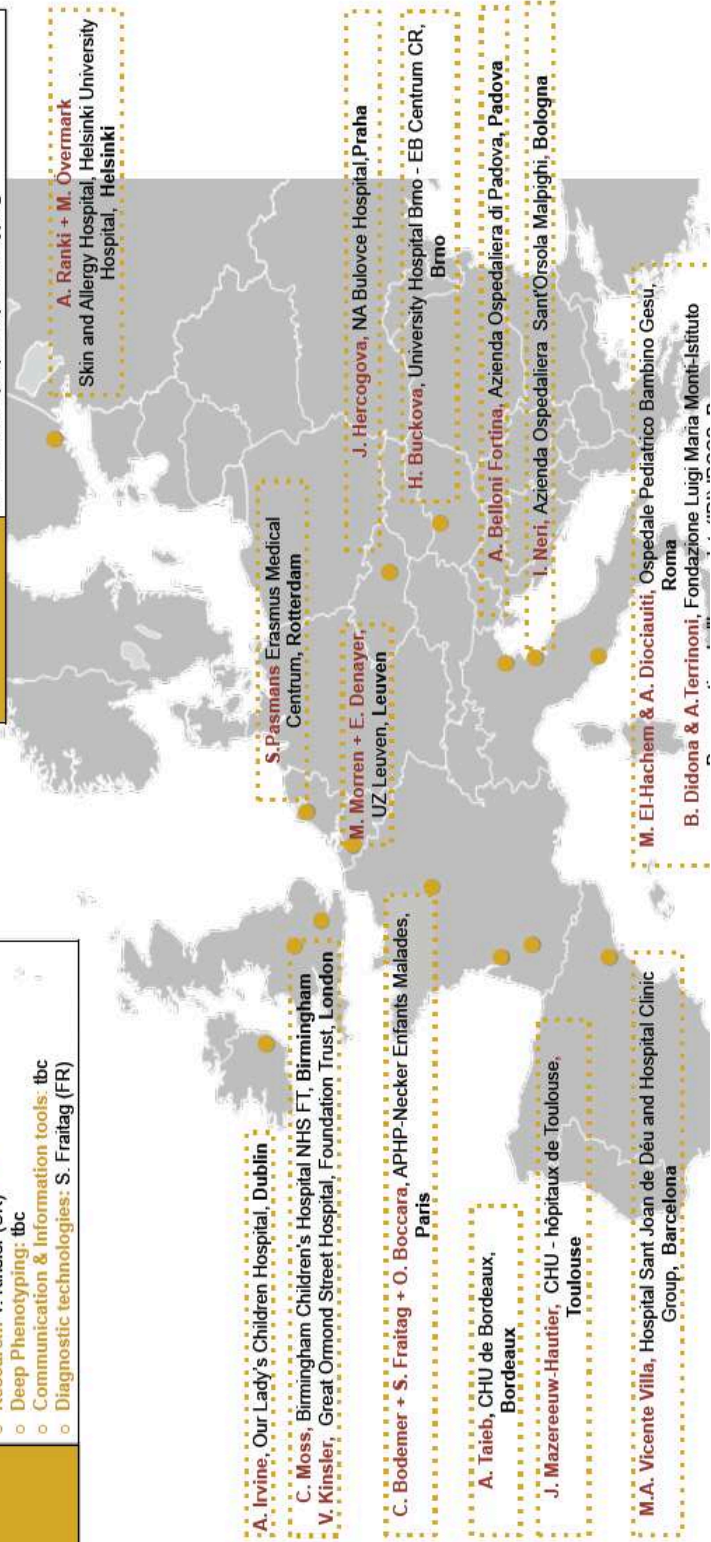 Deep Phenotyping: tbc
Communication & Information tools: tbc
Diagnostic technologies: S. Fraitag (FR)
A. Ranki + M. Övermark
Skin and Allergy Hospital, Helsinki University
Hospital, Helsinki
S.Pasmans Erasmus Medical
Centrum, Rotterdam
M. Morren + E. Denayer,
UZ Leuven, Leuven
J. Hercogova, NA Bulovce Hospital,Praha
H. Buckova, University Hospital Brno - EB Centrum CR,
Brno
A. Belloni Fortina, Azienda Ospedaliera di Padova, Padova
I. Neri, Azienda Ospedaliera Sant'Orsola Malpighi, Bologna
M. El-Hachem & A. Diociauiti, Ospedale Pediatrico Bambino Gesu,
Roma
B. Didona & A.Terrinoni, Fondazione Luigi Maria Monti-Istituto
A. Irvine, Our Lady's Children Hospital, Dublin
C. Moss, Birmingham Children's Hospital NHS FT, Birmingham
V. Kinsler, Great Ormond Street Hospital, Foundation Trust, London
C. Bodemer + S. Fraitag + O. Boccara, APHP-Necker Enfants Malades,
Paris
A. Taieb, CHU de Bordeaux,
Bordeaux
J. Mazereeuw-Hautier, CHU - hôpitaux de Toulouse,
Toulouse
M.A. Vicente Villa, Hospital Sant Joan de Déu and Hospital Clinic
Group, Barcelona